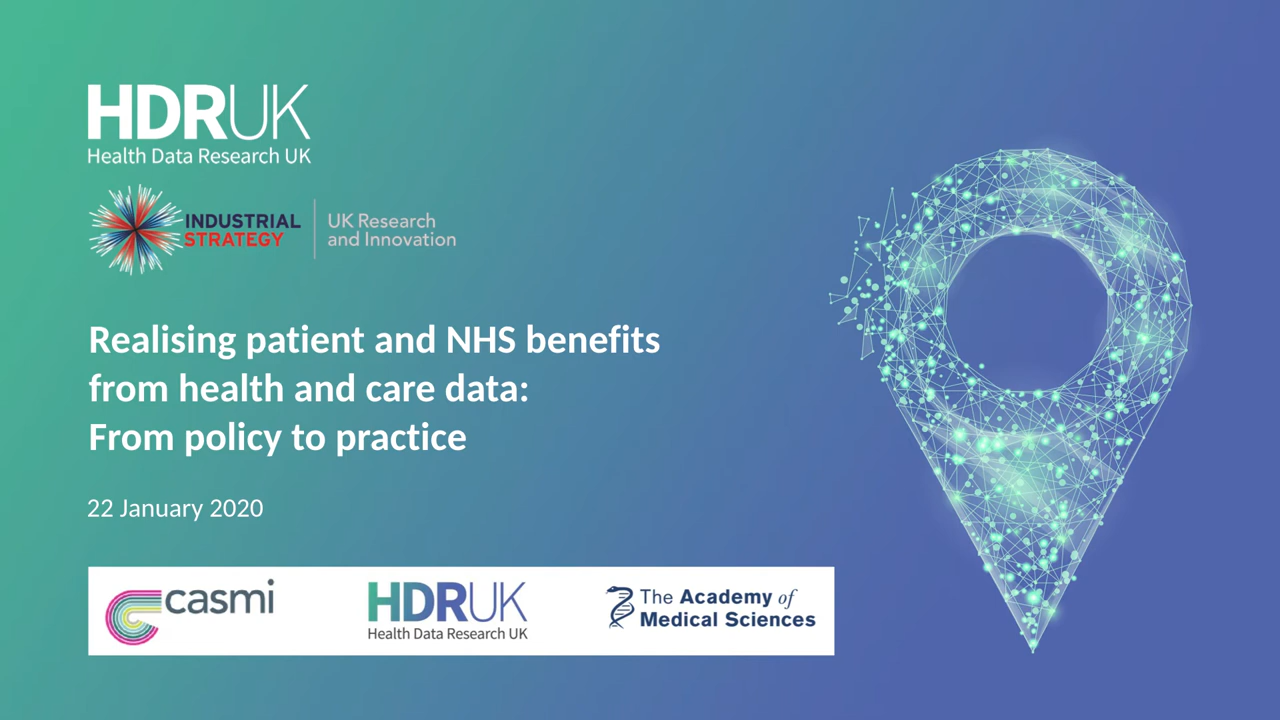 HDRUK
Health Data Research UK
INDUSTRIAL
STRATEGY
UK Research
and Innovation
Realising patient and NHS benefits
from health and care data:
From policy to practice
22 January 2020
casmi
HDRUK
Health Data Research UK
The Academy of
Medical Sciences